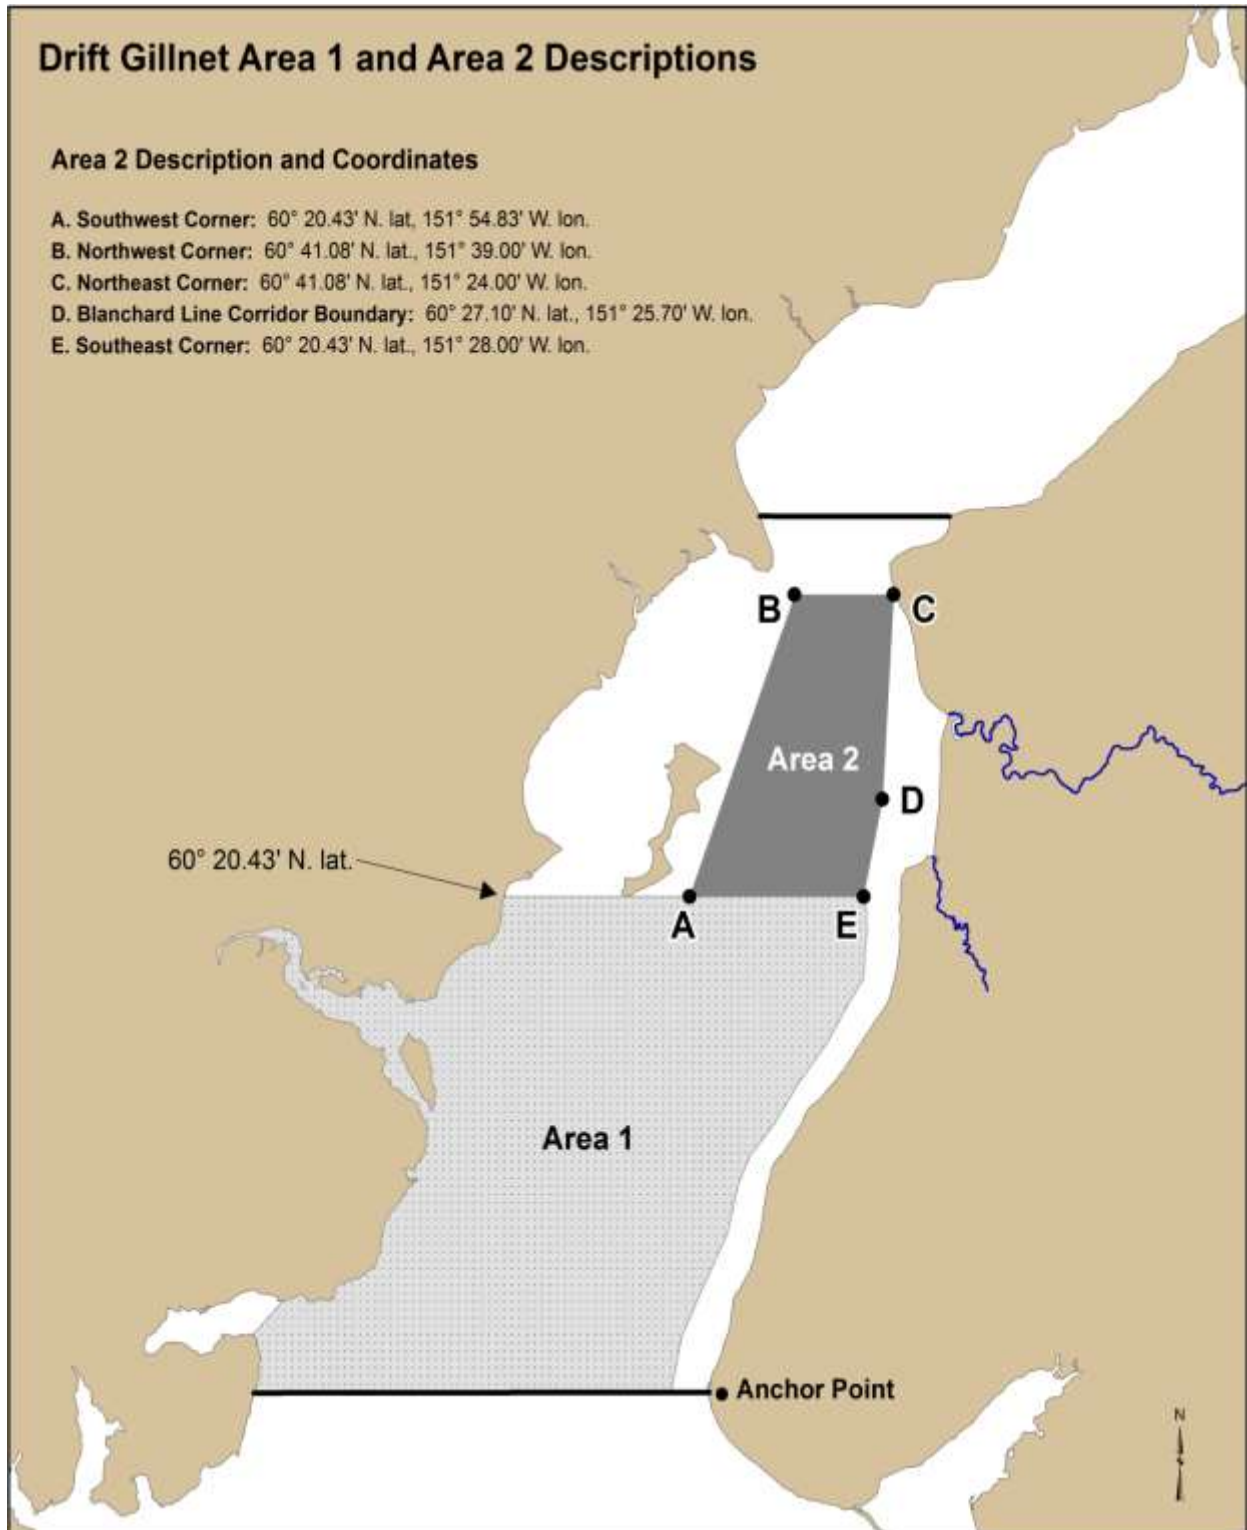 Drift Gillnet Area 1 and Area 2 Descriptions
Area 2 Description and Coordinates
A. Southwest Corner: 60° 20.43' N. lat, 151° 54.83' W. lon.
B. Northwest Corner: 60° 41.08' N. lat., 151° 39.00' W. lon.
C. Northeast Corner: 60° 41.08' N. lat., 151° 24.00' W. lon.
D. Blanchard Line Corridor Boundary: 60° 27.10' N. lat., 151° 25.70' W. lon.
E. Southeast Corner: 60° 20.43' N. lat., 151° 28.00' W. lon.
B
C
Area 2
D
60° 20.43' N. lat.
A
E
Area 1
Anchor Point
N
S